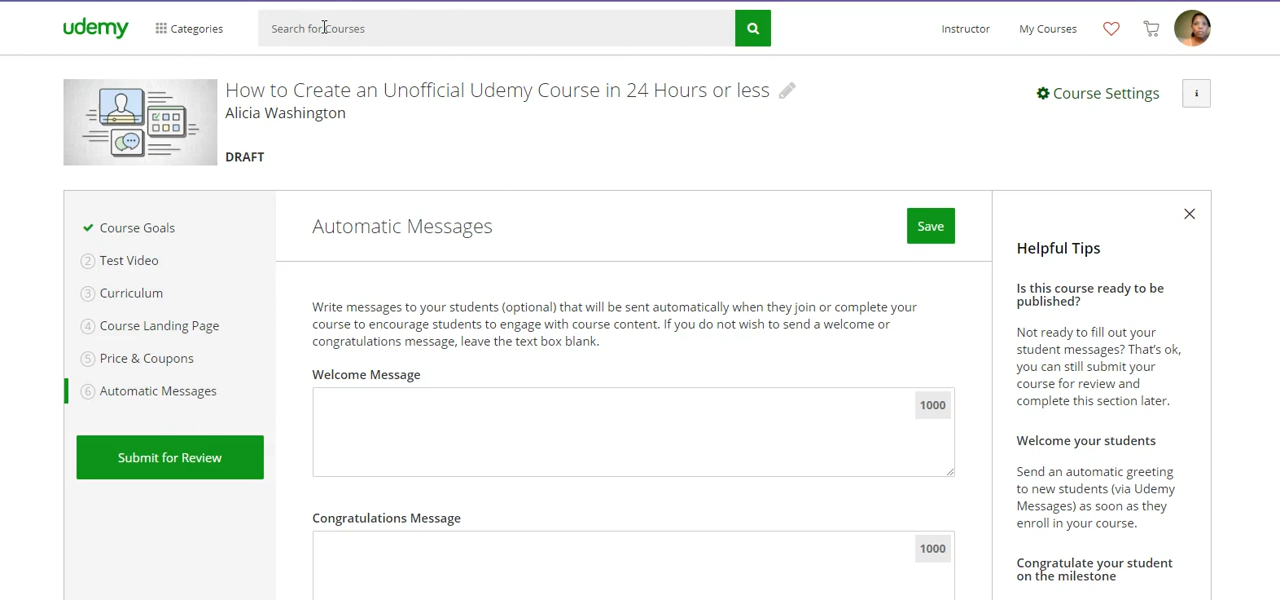 udemy
Categories
Search for Courses
Instructor
My Courses
How to Create an Unofficial Udemy Course in 24 Hours or less
Alicia Washington
DRAFT
Course Settings
i
Course Goals
2 Test Video
3 Curriculum
4 Course Landing Page
5 Price & Coupons
6 Automatic Messages
Submit for Review
Automatic Messages
Save
Write messages to your students (optional) that will be sent automatically when they join or complete your
course to encourage students to engage with course content. If you do not wish to send a welcome or
congratulations message, leave the text box blank.
Welcome Message
1000
Congratulations Message
1000
Helpful Tips
Is this course ready to be
published?
Not ready to fill out your
student messages? That's ok,
you can still submit your
course for review and
complete this section later.
Welcome your students
Send an automatic greeting
to new students (via Udemy
Messages) as soon as they
enroll in your course.
Congratulate your student
on the milestone